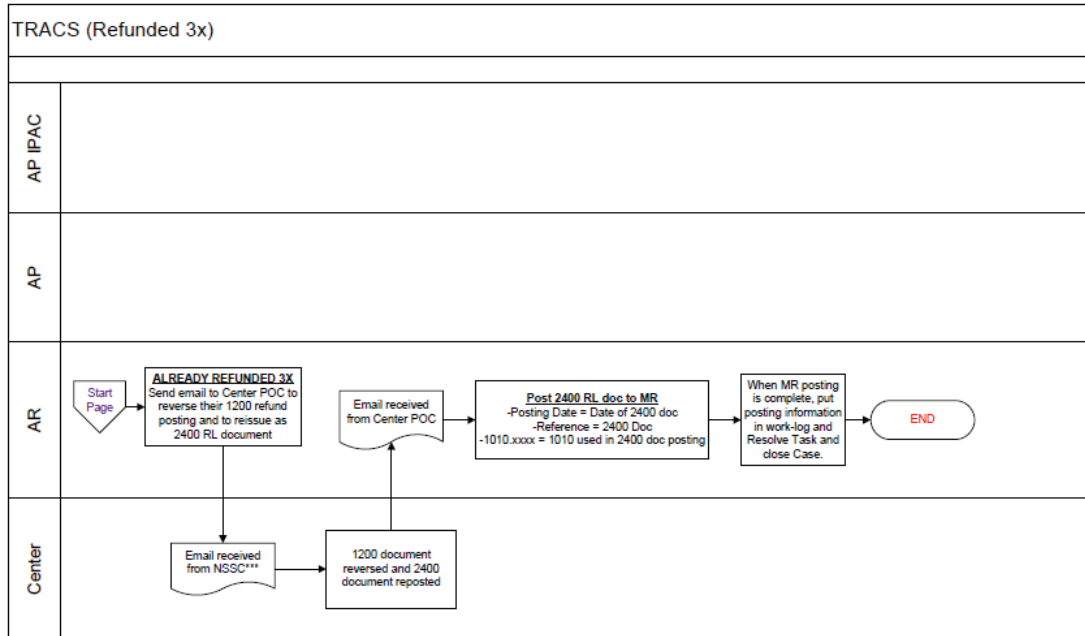 TRACS (Refunded 3x)
AP IPAC
AP
AR
Start
Page
ALREADY REFUNDED 3X
Send email to Center POC to
reverse their 1200 refund
posting and to reissue as
2400 RL document
Email received
from Center POC
Post 2400 RL doc to MR
-Posting Date = Date of 2400 doc
-Reference = 2400 Doc
-1010.xxxx = 1010 used in 2400 doc posting
When MR posting
is complete, put
posting information
in work-log and
Resolve Task and
close Case.
END
Center
Email received
from NSSC***
1200 document
reversed and 2400
document reposted